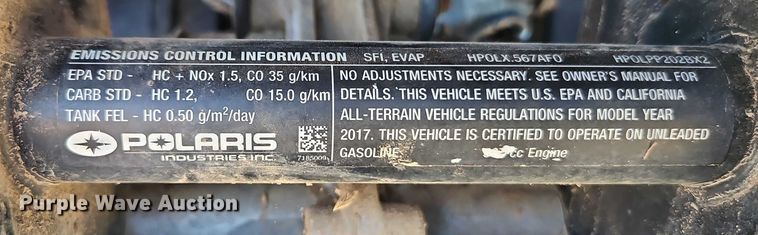 EMISSIONS CONTROL INFORMATION SFI, EVAP HPOLX.567AFO HPOLPP202BX2
EPA STD - HC + NOx 1.5, CO 35 g/km
CARB STD - HC 1.2, CO 15.0 g/km
TANK FEL - HC 0.50 g/m²/day
POLARIS
INDUSTRIES INC.
7185009
NO ADJUSTMENTS NECESSARY. SEE OWNER'S MANUAL FOR
DETAILS. THIS VEHICLE MEETS U.S. EPA AND CALIFORNIA
ALL-TERRAIN VEHICLE REGULATIONS FOR MODEL YEAR
2017. THIS VEHICLE IS CERTIFIED TO OPERATE ON UNLEADED
GASOLINE. cc Engine
Purple Wave Auction